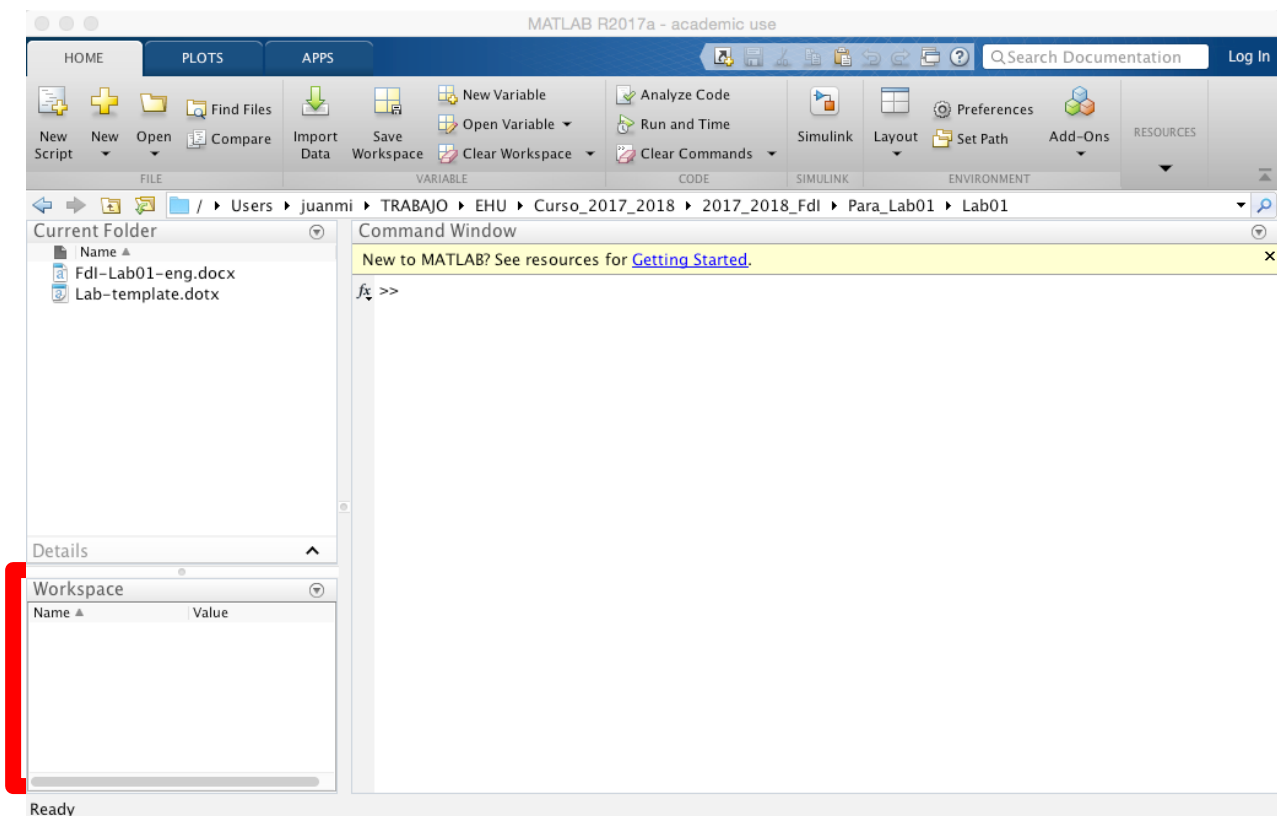 MATLAB R2017a - academic use
HOME PLOTS APPS Search Documentation Log In
New Script
New
Open
Find Files
Compare
Import Data
Save Workspace
New Variable
Open Variable
Clear Workspace
Analyze Code
Run and Time
Clear Commands
Simulink
Layout
Preferences
Set Path
Add-Ons
RESOURCES
FILE VARIABLE CODE SIMULINK ENVIRONMENT
/ ▸ Users ▸ juanmi ▸ TRABAJO ▸ EHU ▸ Curso_2017_2018 ▸ 2017_2018_FdI ▸ Para_Lab01 ▸ Lab01
Current Folder
Name
FdI-Lab01-eng.docx
Lab-template.dotx
Details
Workspace
Name Value
Command Window
New to MATLAB? See resources for Getting Started.
fx >>
Ready